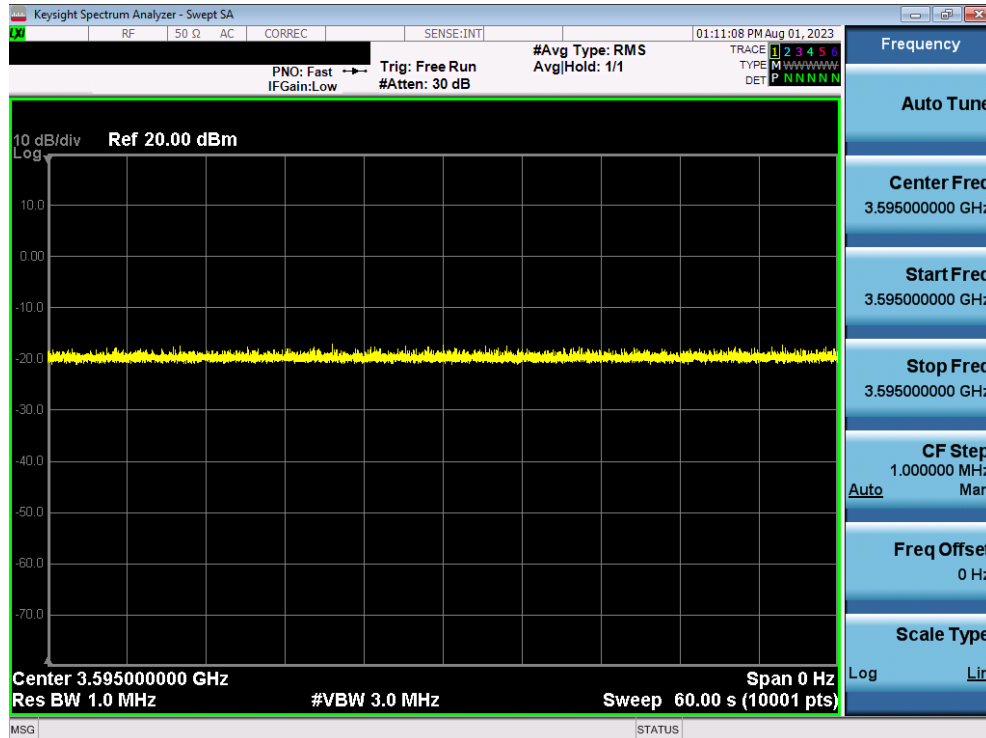 Keysight Spectrum Analyzer - Swept SA
LXI RF 50 Ω AC CORREC SENSE:INT 01:11:08 PM Aug 01, 2023
PNO: Fast
IFGain:Low
Trig: Free Run
#Atten: 30 dB
#Avg Type: RMS
Avg|Hold: 1/1
TRACE 1 2 3 4 5 6
TYPE M WWWWW
DET P N N N N N
10 dB/div
Log
Ref 20.00 dBm
10.0
0.00
-10.0
-20.0
-30.0
-40.0
-50.0
-60.0
-70.0
Center 3.595000000 GHz
Span 0 Hz
Res BW 1.0 MHz
#VBW 3.0 MHz
Sweep 60.00 s (10001 pts)
MSG
STATUS
Frequency
Auto Tune
Center Freq
3.595000000 GHz
Start Freq
3.595000000 GHz
Stop Freq
3.595000000 GHz
CF Step
1.000000 MHz
Auto Man
Freq Offset
0 Hz
Scale Type
Log Lin